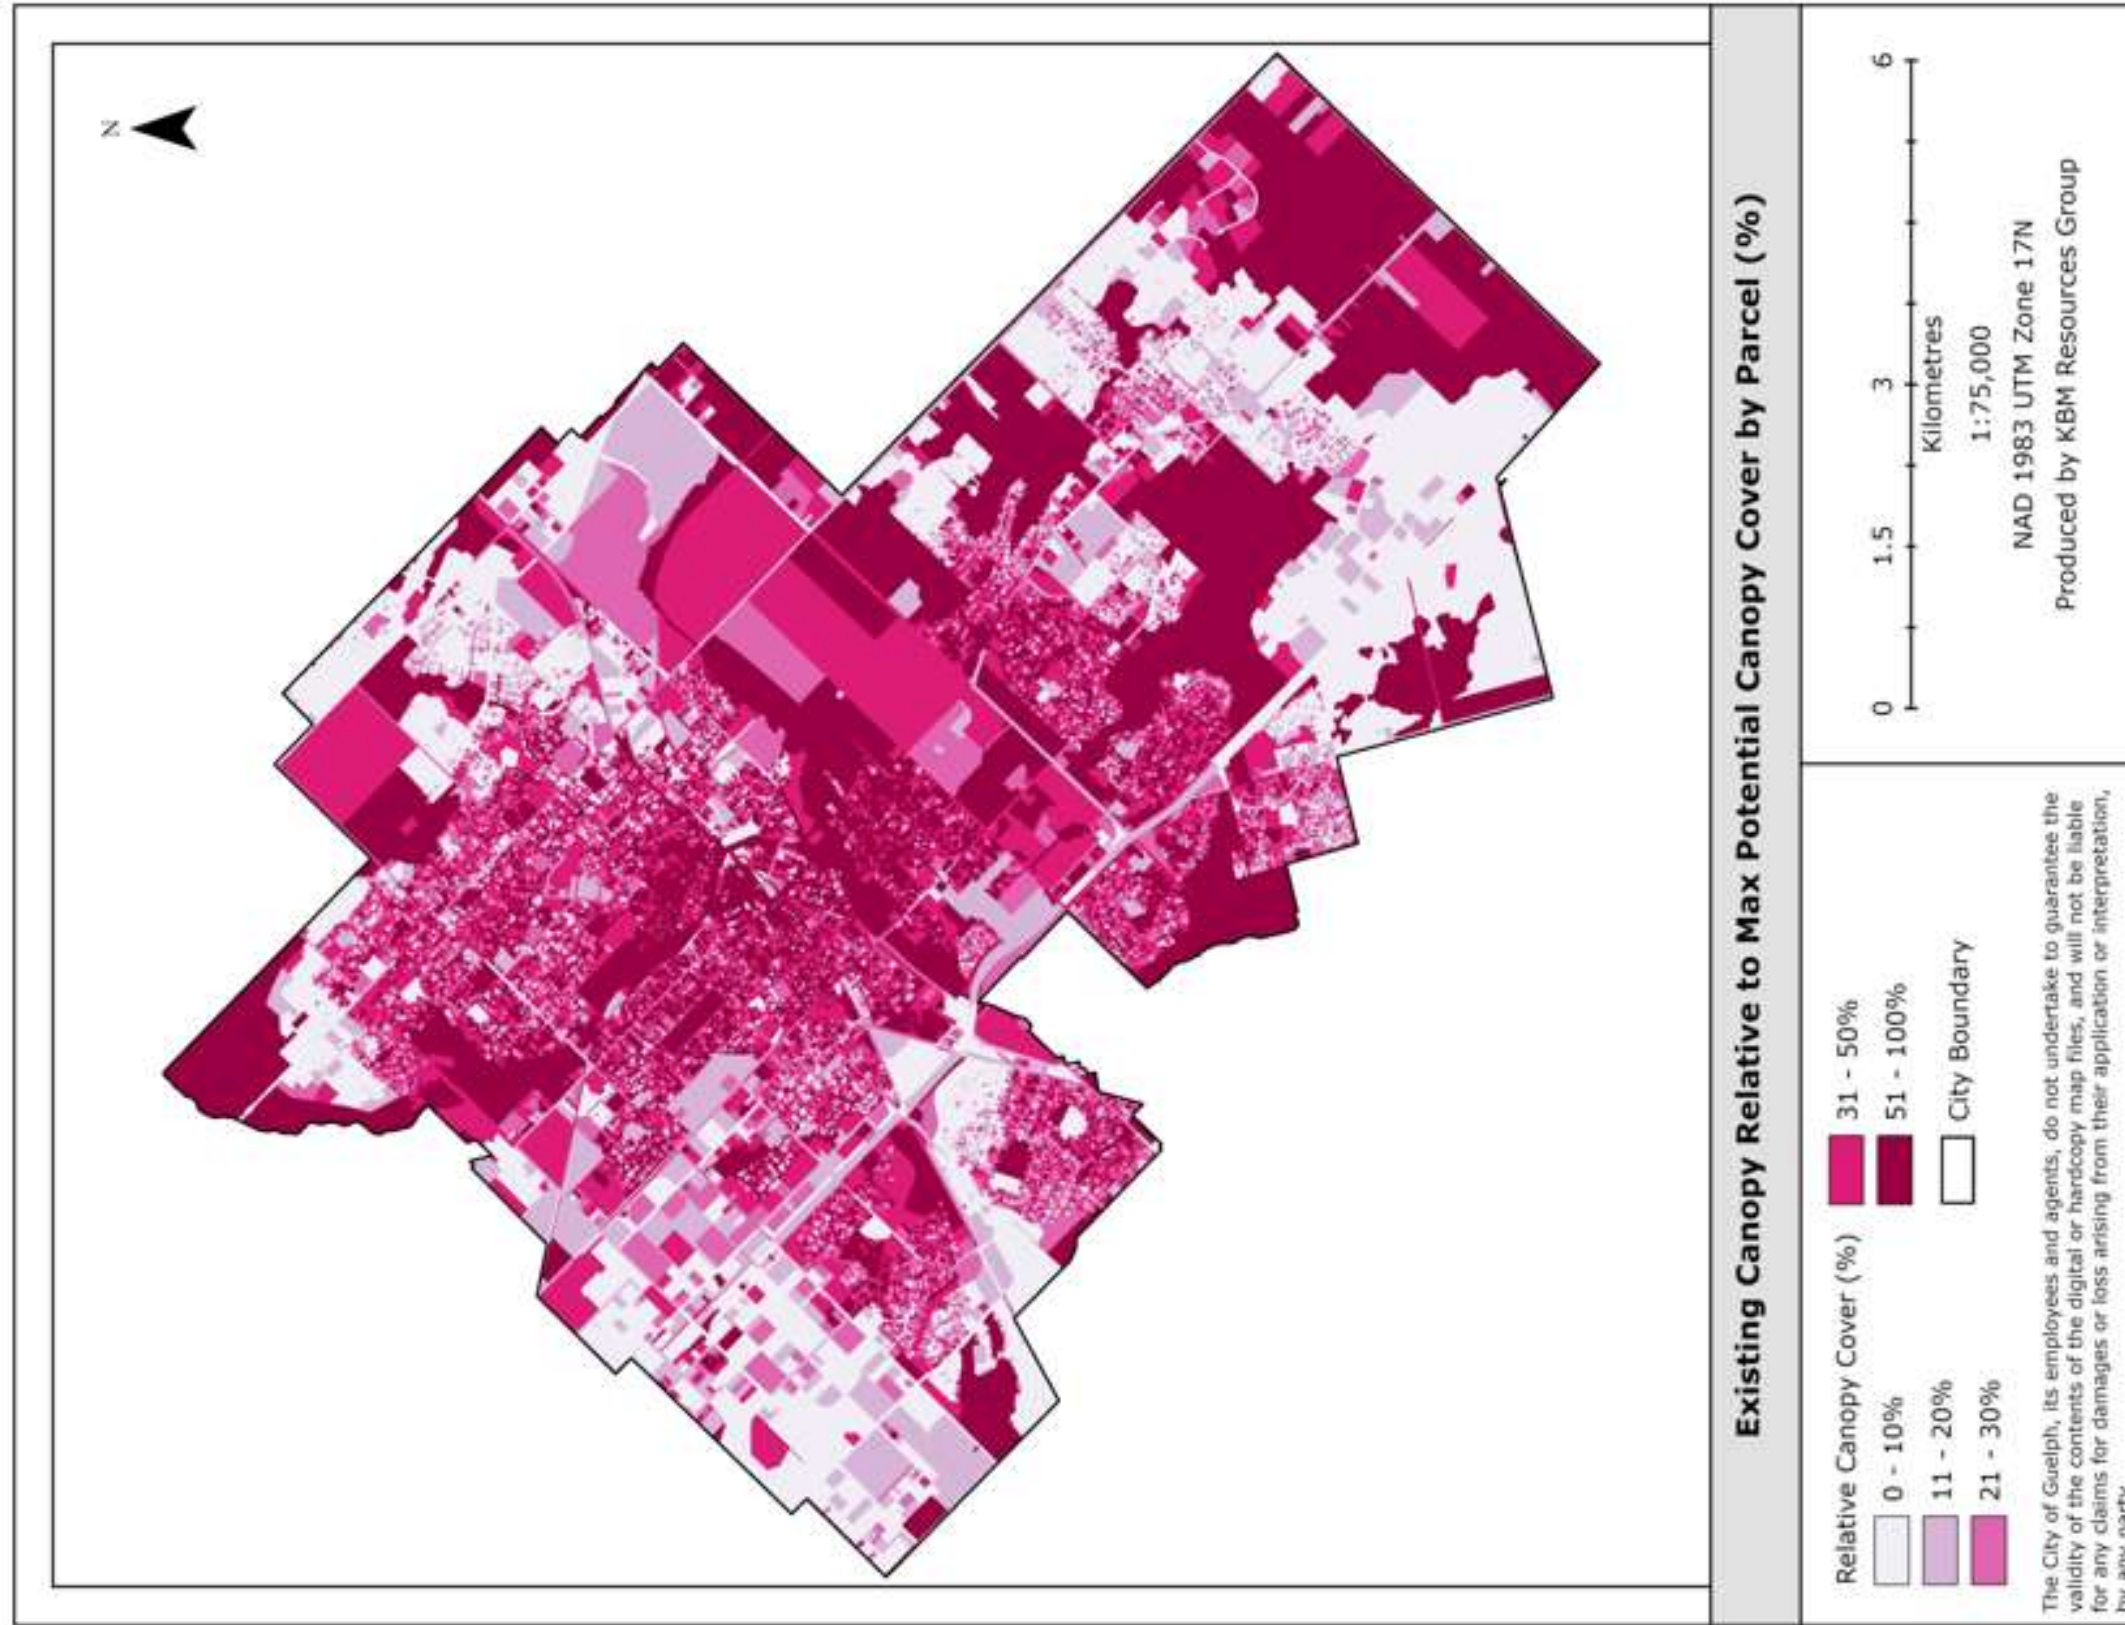 N
Existing Canopy Relative to Max Potential Canopy Cover by Parcel (%)
Relative Canopy Cover (%)
0 - 10%
11 - 20%
21 - 30%
31 - 50%
51 - 100%
City Boundary
The City of Guelph, its employees and agents, do not undertake to guarantee the
validity of the contents of the digital or hardcopy map files, and will not be liable
for any claims for damages or loss arising from their application or interpretation,
by any party.
0 1.5 3 6
Kilometres
1:75,000
NAD 1983 UTM Zone 17N
Produced by KBM Resources Group